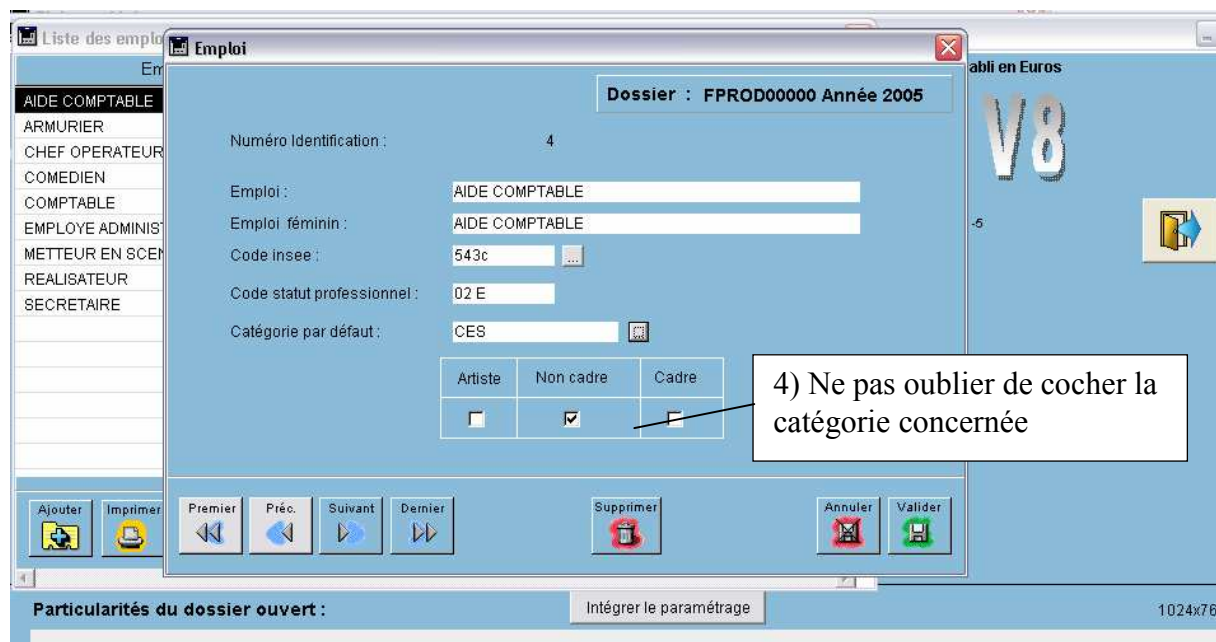 Liste des emplo
Emploi
Em
abli en Euros
Dossier : FPROD00000 Année 2005
AIDE COMPTABLE
ARMURIER
CHEF OPERATEUR
COMEDIEN
COMPTABLE
EMPLOYE ADMINIS
METTEUR EN SCEN
REALISATEUR
SECRETAIRE
Numéro Identification : 4
Emploi : AIDE COMPTABLE
Emploi féminin : AIDE COMPTABLE
Code insee : 543c ...
Code statut professionnel : 02 E
Catégorie par défaut : CES
Artiste Non cadre Cadre
V8
-5
4) Ne pas oublier de cocher la
catégorie concernée
Ajouter Imprimer
Premier Préc. Suivant Dernier Supprimer Annuler Valider
Particularités du dossier ouvert :
Intégrer le paramétrage
1024x76